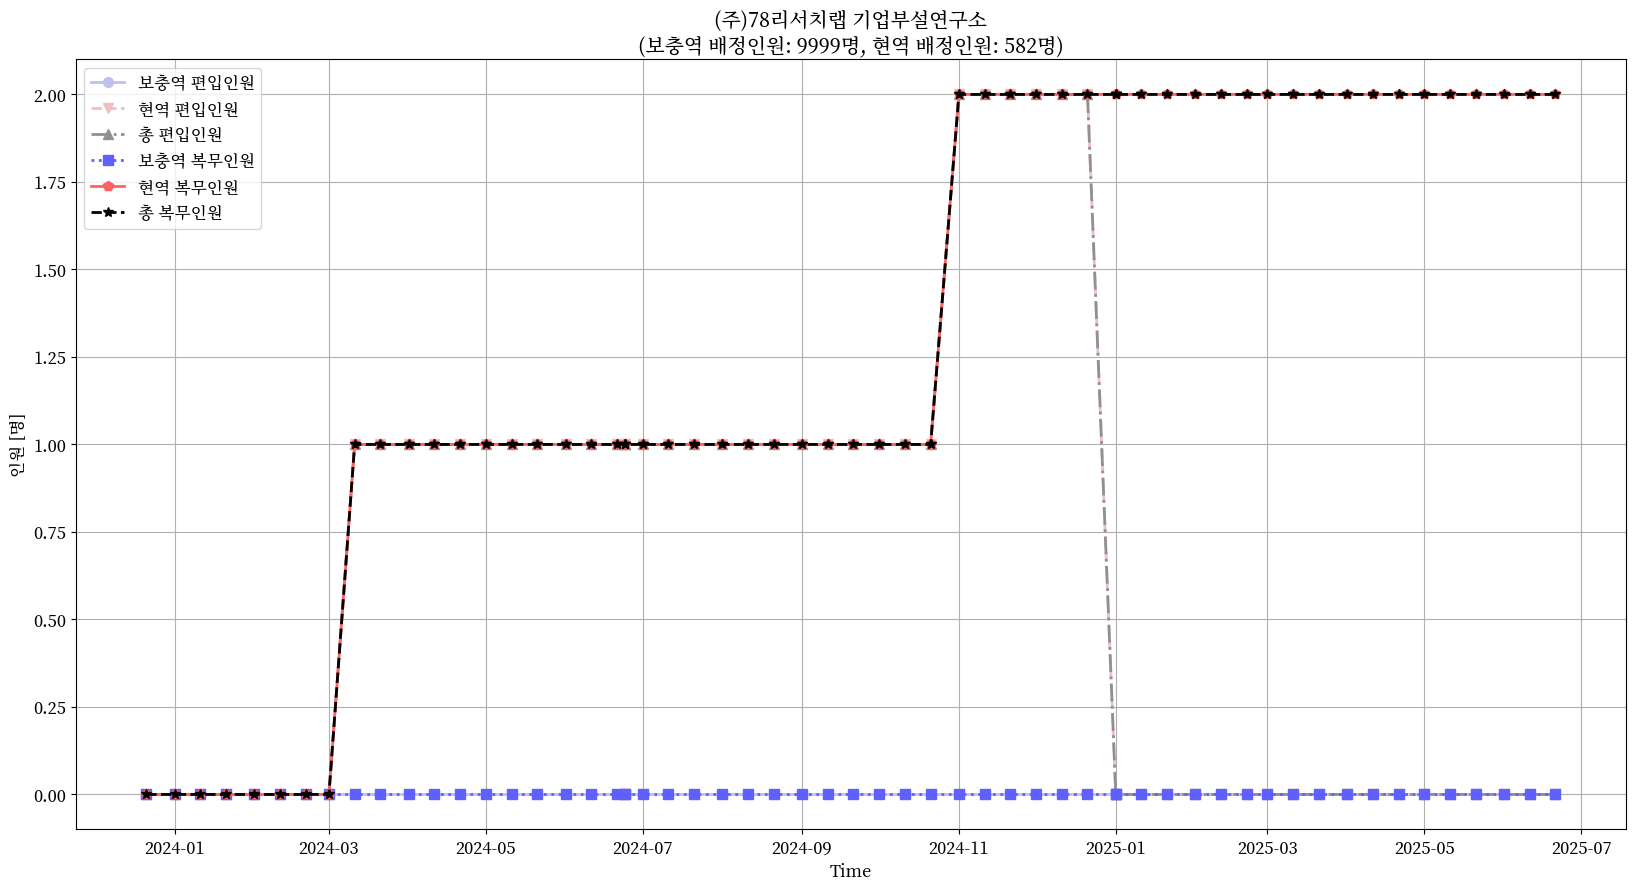 (주)78리서치랩 기업부설연구소
(보충역 배정인원: 9999명, 현역 배정인원: 582명)
보충역 편입인원
현역 편입인원
총 편입인원
보충역 복무인원
현역 복무인원
총 복무인원
인원 [명]
2.00
1.75
1.50
1.25
1.00
0.75
0.50
0.25
0.00
2024-01
2024-03
2024-05
2024-07
2024-09
2024-11
2025-01
2025-03
2025-05
2025-07
Time